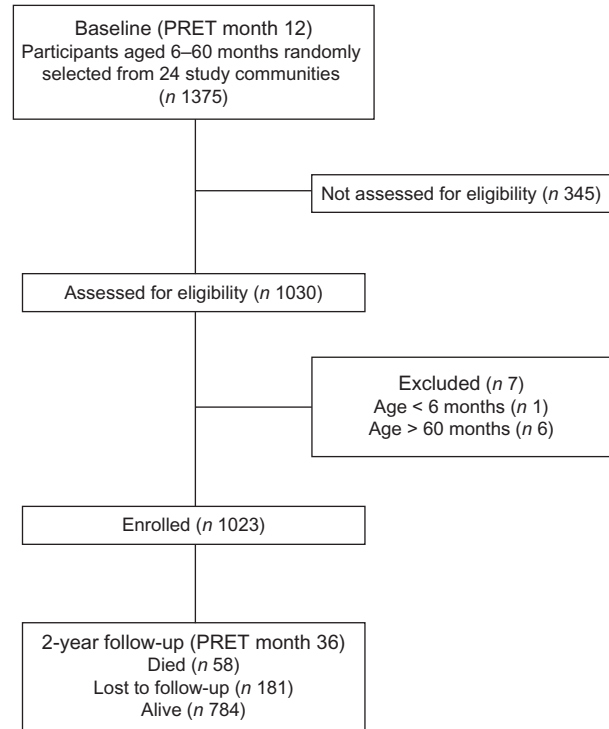 Baseline (PRET month 12)
Participants aged 6–60 months randomly
selected from 24 study communities
(n 1375)
Not assessed for eligibility (n 345)
Assessed for eligibility (n 1030)
Excluded (n 7)
Age < 6 months (n 1)
Age > 60 months (n 6)
Enrolled (n 1023)
2-year follow-up (PRET month 36)
Died (n 58)
Lost to follow-up (n 181)
Alive (n 784)